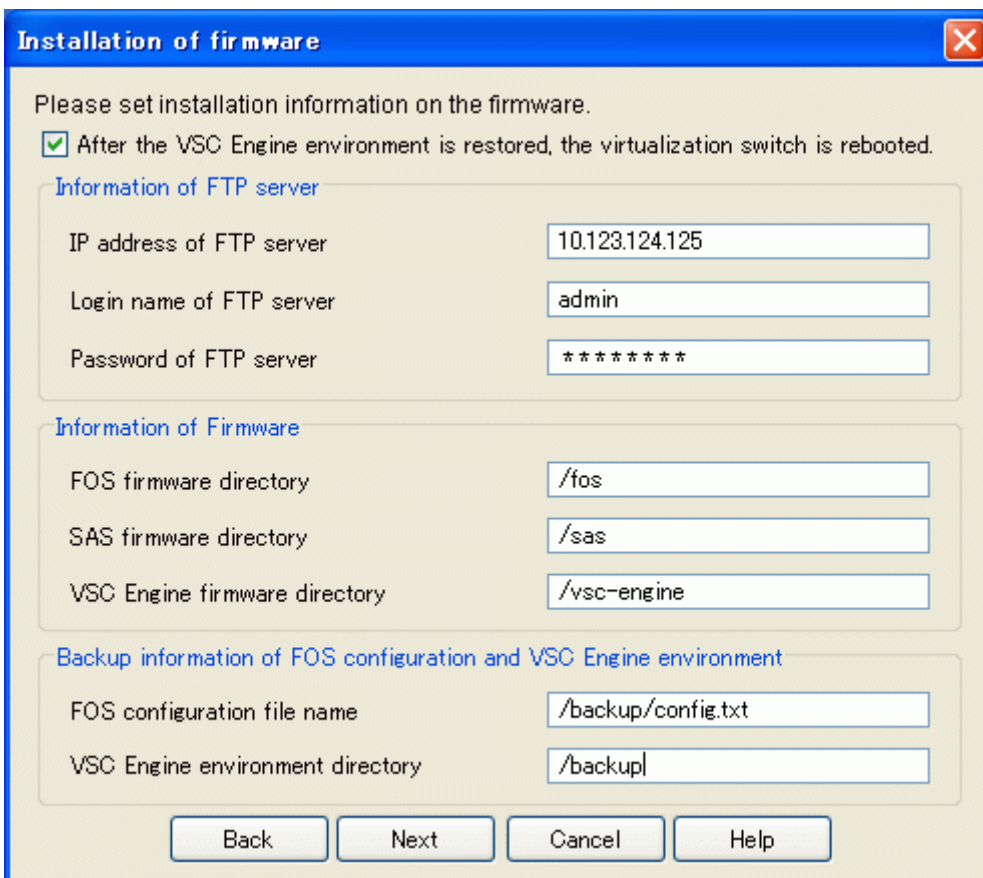 Installation of firmware
Please set installation information on the firmware.
After the VSC Engine environment is restored, the virtualization switch is rebooted.
Information of FTP server
IP address of FTP server 10.123.124.125
Login name of FTP server admin
Password of FTP server ********
Information of Firmware
FOS firmware directory /fos
SAS firmware directory /sas
VSC Engine firmware directory /vsc-engine
Backup information of FOS configuration and VSC Engine environment
FOS configuration file name /backup/config.txt
VSC Engine environment directory /backup
Back Next Cancel Help